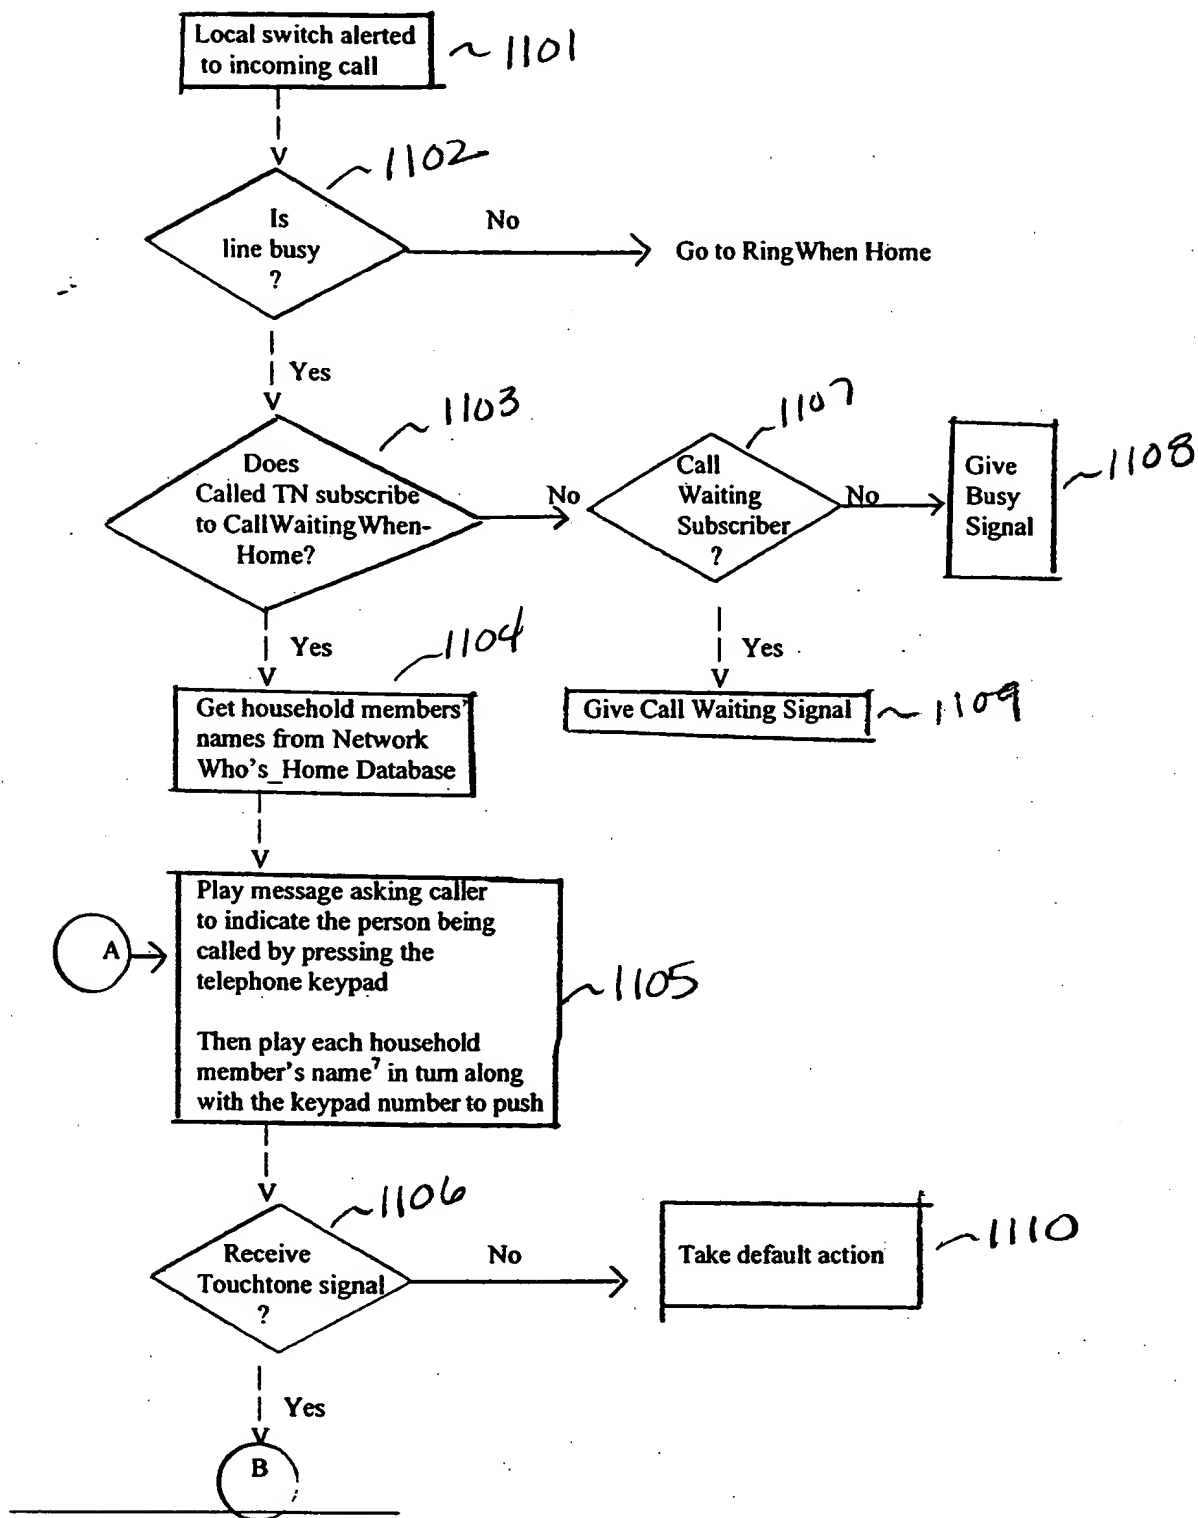 Local switch alerted
to incoming call
~ 1101
V
1102
Is
line busy
?
No
Go to RingWhen Home
Yes
V
1103
Does
Called TN subscribe
to CallWaitingWhen-
Home?
No
1107
Call
Waiting
Subscriber
?
No
Give
Busy
Signal
1108
Yes
V
1104
Get household members'
names from Network
Who's_Home Database
Yes
V
Give Call Waiting Signal
~ 1109
V
A
Play message asking caller
to indicate the person being
called by pressing the
telephone keypad
Then play each household
member's name⁷ in turn along
with the keypad number to push
1105
V
1106
Receive
Touchtone signal
?
No
Take default action
1110
Yes
V
B